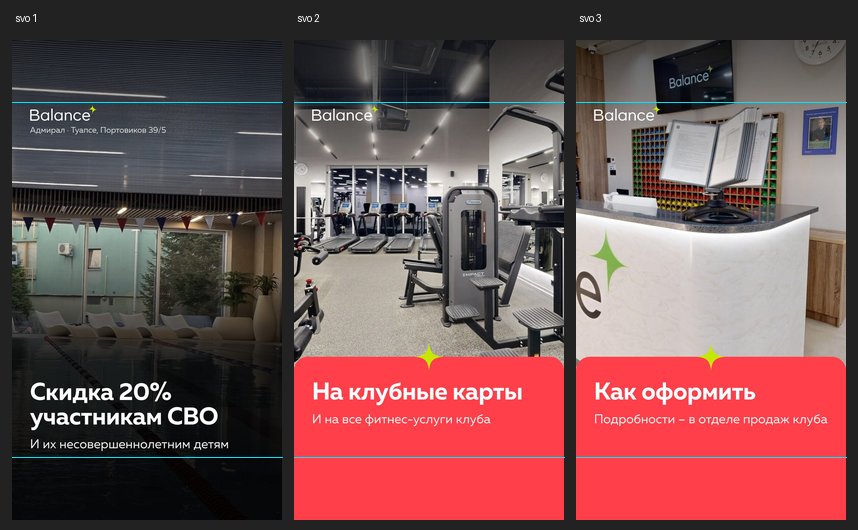 svo 1
Balance
Адмирал · Туапсе, Портовиков 39/5
Скидка 20%
участникам СВО
И их несовершеннолетним детям
svo 2
Balance
IMPACT
На клубные карты
И на все фитнес-услуги клуба
svo 3
Balance
Balance
e
Как оформить
Подробности – в отделе продаж клуба